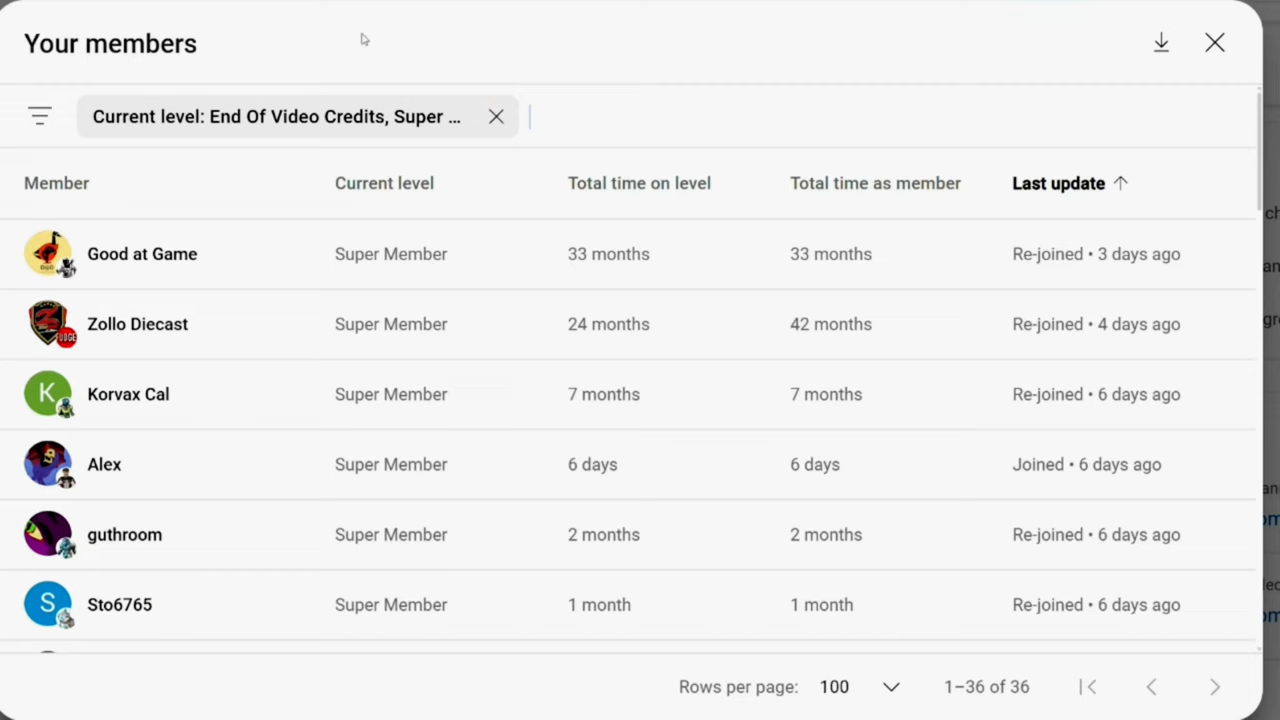 Your members
Current level: End Of Video Credits, Super ...
Member Current level Total time on level Total time as member Last update
Good at Game Super Member 33 months 33 months Re-joined • 3 days ago
Zollo Diecast Super Member 24 months 42 months Re-joined • 4 days ago
FUDGE
K Korvax Cal Super Member 7 months 7 months Re-joined • 6 days ago
Alex Super Member 6 days 6 days Joined • 6 days ago
guthroom Super Member 2 months 2 months Re-joined • 6 days ago
S Sto6765 Super Member 1 month 1 month Re-joined • 6 days ago
Rows per page: 100 1–36 of 36